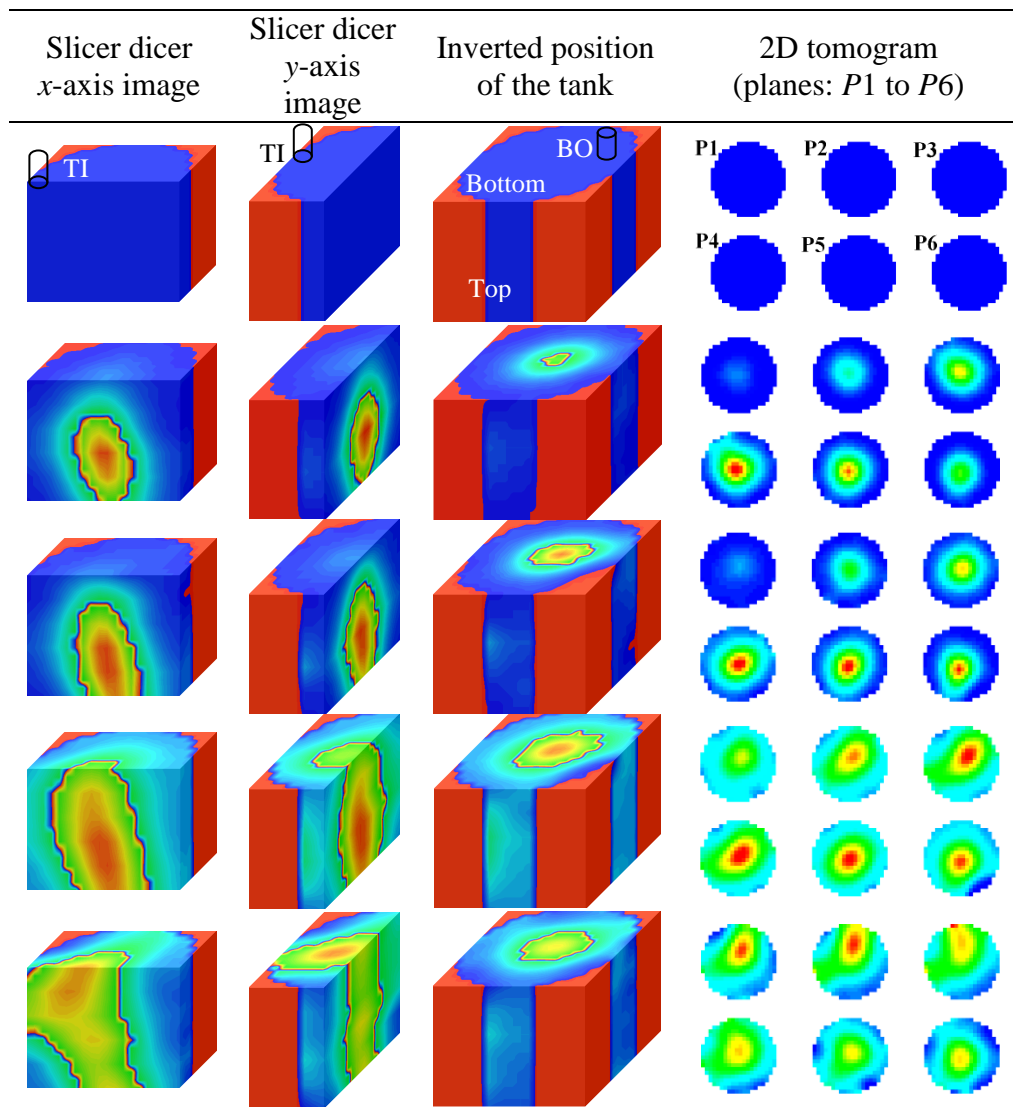 Slicer dicer
x-axis image
Slicer dicer
y-axis
image
Inverted position
of the tank
2D tomogram
(planes: P1 to P6)
TI
TI
BO
Bottom
Top
P1
P2
P3
P4
P5
P6